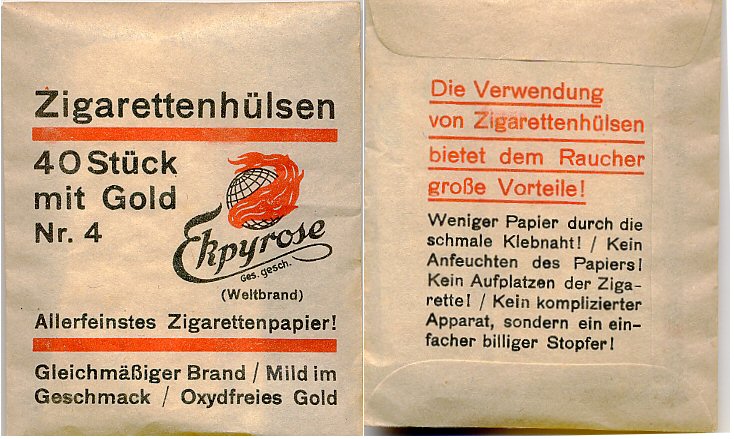 Zigarettenhülsen
40 Stück
mit Gold
Nr. 4
Ekpyrose
Ges. gesch.
(Weltbrand)
Allerfeinstes Zigarettenpapier!
Gleichmäßiger Brand / Mild im
Geschmack / Oxydfreies Gold
Die Verwendung
von Zigarettenhülsen
bietet dem Raucher
große Vorteile!
Weniger Papier durch die
schmale Klebnaht! / Kein
Anfeuchten des Papiers!
Kein Aufplatzen der Ziga-
rette! / Kein komplizierter
Apparat, sondern ein ein-
facher billiger Stopfer!